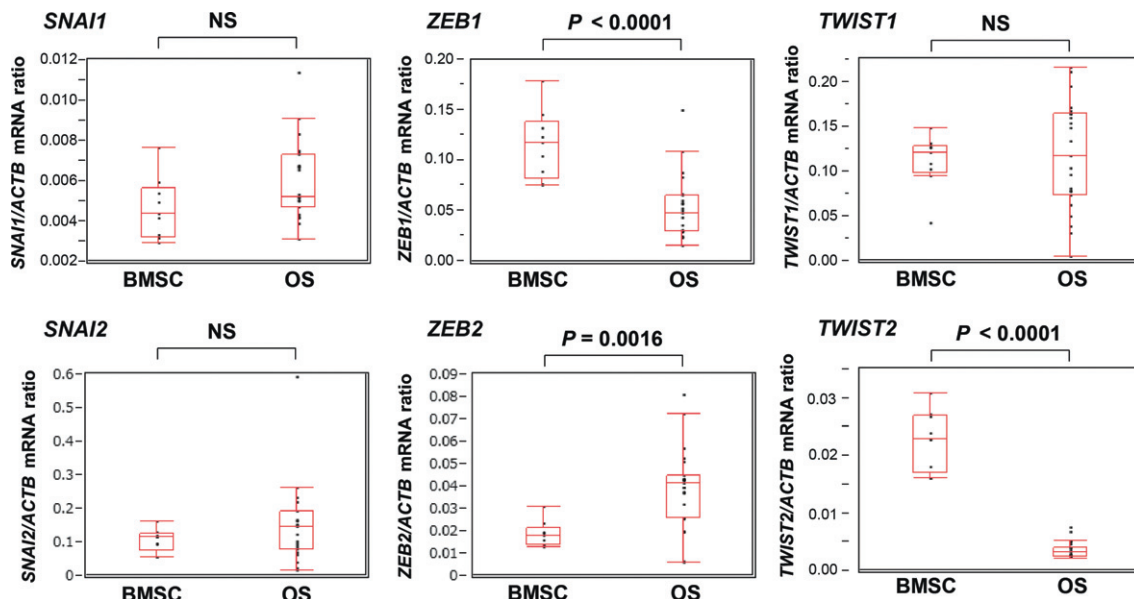 SNAI1
NS
SNAI1/ACTB mRNA ratio
0.012
0.010
0.008
0.006
0.004
0.002
BMSC
OS
ZEB1
P < 0.0001
ZEB1/ACTB mRNA ratio
0.20
0.15
0.10
0.05
0.00
BMSC
OS
TWIST1
NS
TWIST1/ACTB mRNA ratio
0.20
0.15
0.10
0.00
BMSC
OS
SNAI2
NS
SNAI2/ACTB mRNA ratio
0.6
0.5
0.4
0.3
0.2
0.1
0
BMSC
OS
ZEB2
P = 0.0016
ZEB2/ACTB mRNA ratio
0.09
0.08
0.07
0.06
0.05
0.04
0.03
0.02
0.01
0
BMSC
OS
TWIST2
P < 0.0001
TWIST2/ACTB mRNA ratio
0.03
0.02
0.01
0.00
BMSC
OS